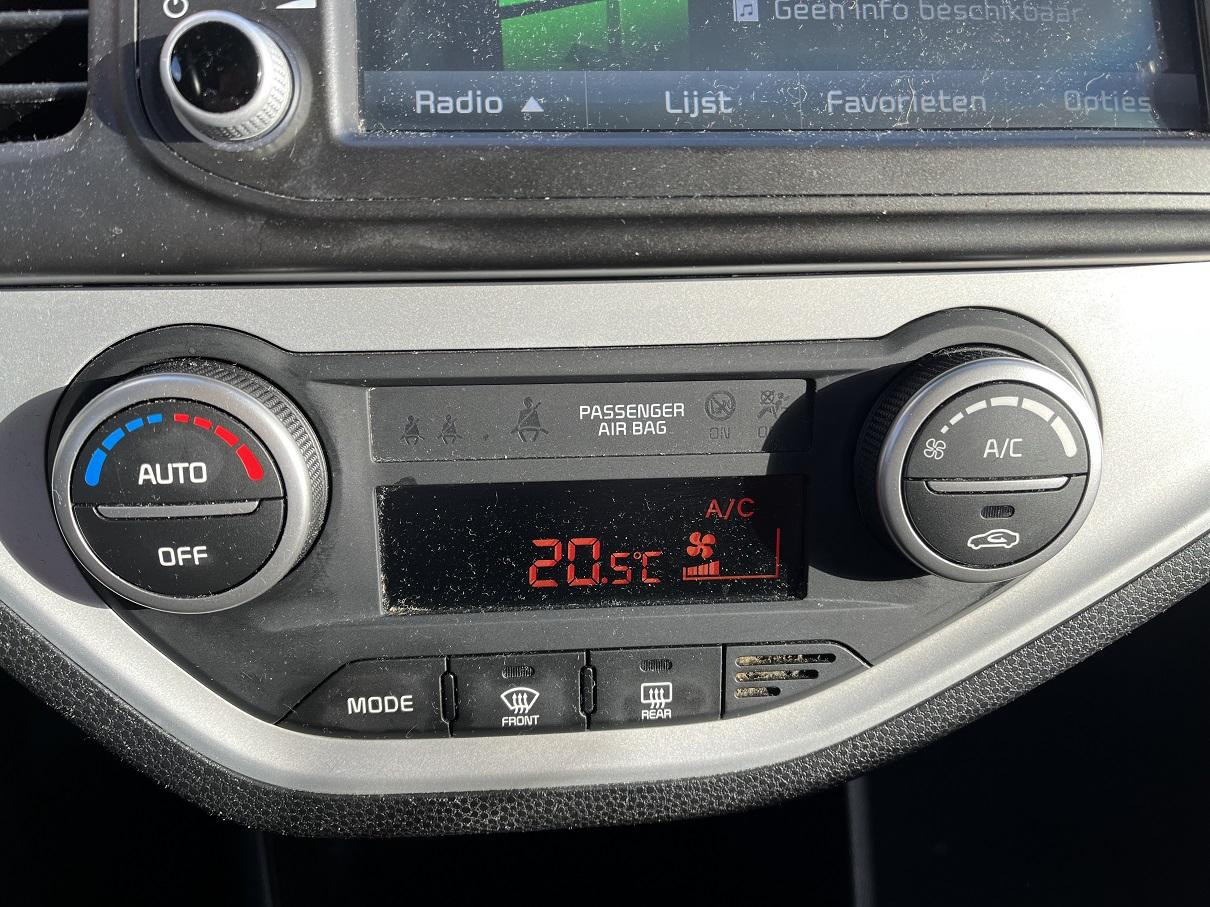 Geen info beschikbaar
Radio ▲ Lijst Favorieten Opties
PASSENGER
AIR BAG
ON
AUTO
OFF
A/C
A/C
20.5°C
MODE
FRONT
REAR